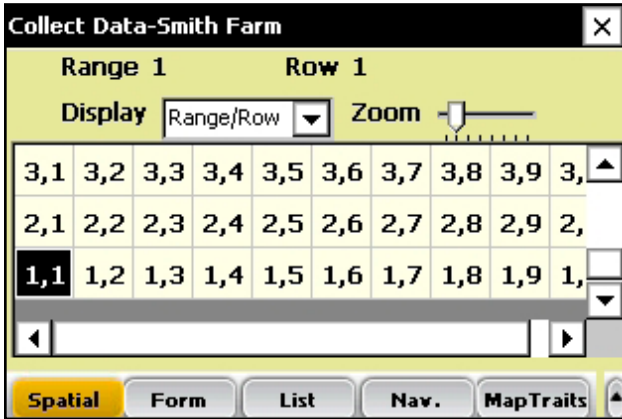 Collect Data-Smith Farm
Range 1 Row 1
Display Range/Row Zoom
3,1 3,2 3,3 3,4 3,5 3,6 3,7 3,8 3,9 3,
2,1 2,2 2,3 2,4 2,5 2,6 2,7 2,8 2,9 2,
1,1 1,2 1,3 1,4 1,5 1,6 1,7 1,8 1,9 1,
Spatial Form List Nav. MapTraits